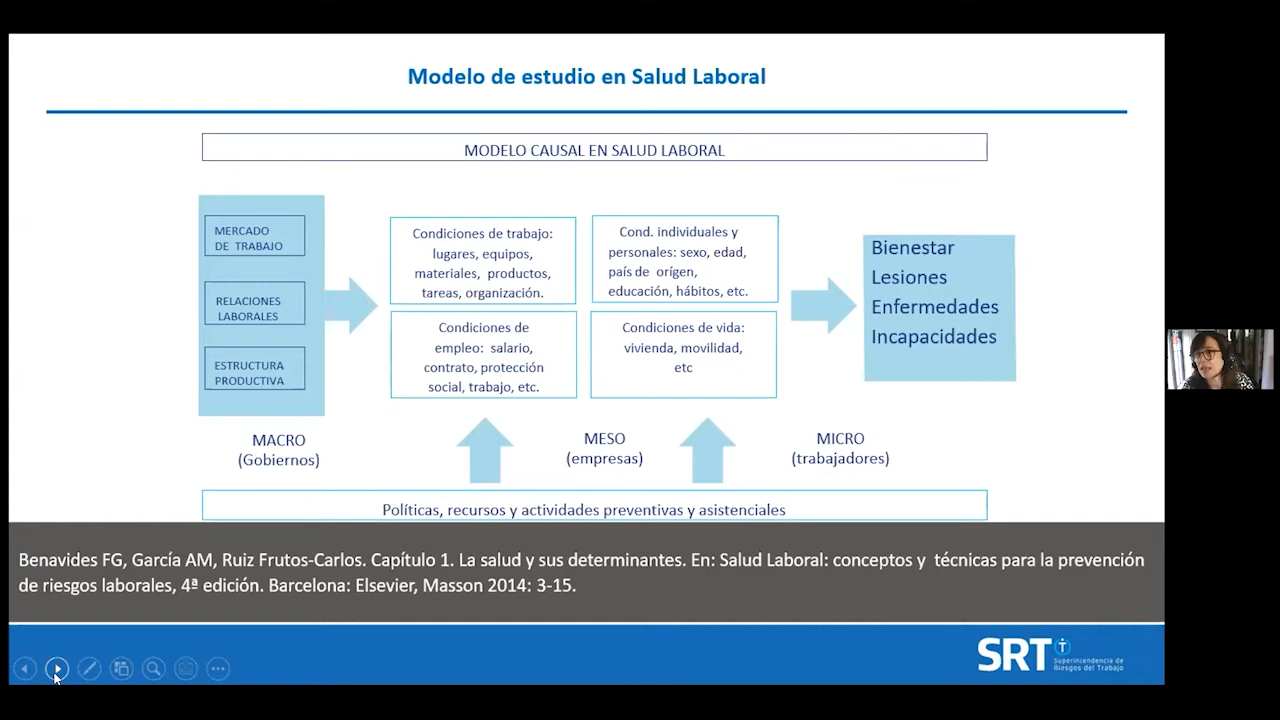 Modelo de estudio en Salud Laboral
MODELO CAUSAL EN SALUD LABORAL
MERCADO
DE TRABAJO
RELACIONES
LABORALES
ESTRUCTURA
PRODUCTIVA
Condiciones de trabajo:
lugares, equipos,
materiales, productos,
tareas, organización.
Cond. individuales y
personales: sexo, edad,
país de orígen,
educación, hábitos, etc.
Condiciones de
empleo: salario,
contrato, protección
social, trabajo, etc.
Condiciones de vida:
vivienda, movilidad,
etc
Bienestar
Lesiones
Enfermedades
Incapacidades
MACRO
(Gobiernos)
MESO
(empresas)
MICRO
(trabajadores)
Políticas, recursos y actividades preventivas y asistenciales
Benavides FG, García AM, Ruiz Frutos-Carlos. Capítulo 1. La salud y sus determinantes. En: Salud Laboral: conceptos y técnicas para la prevención
de riesgos laborales, 4ª edición. Barcelona: Elsevier, Masson 2014: 3-15.
SRT
Superintendencia de
Riesgos del Trabajo